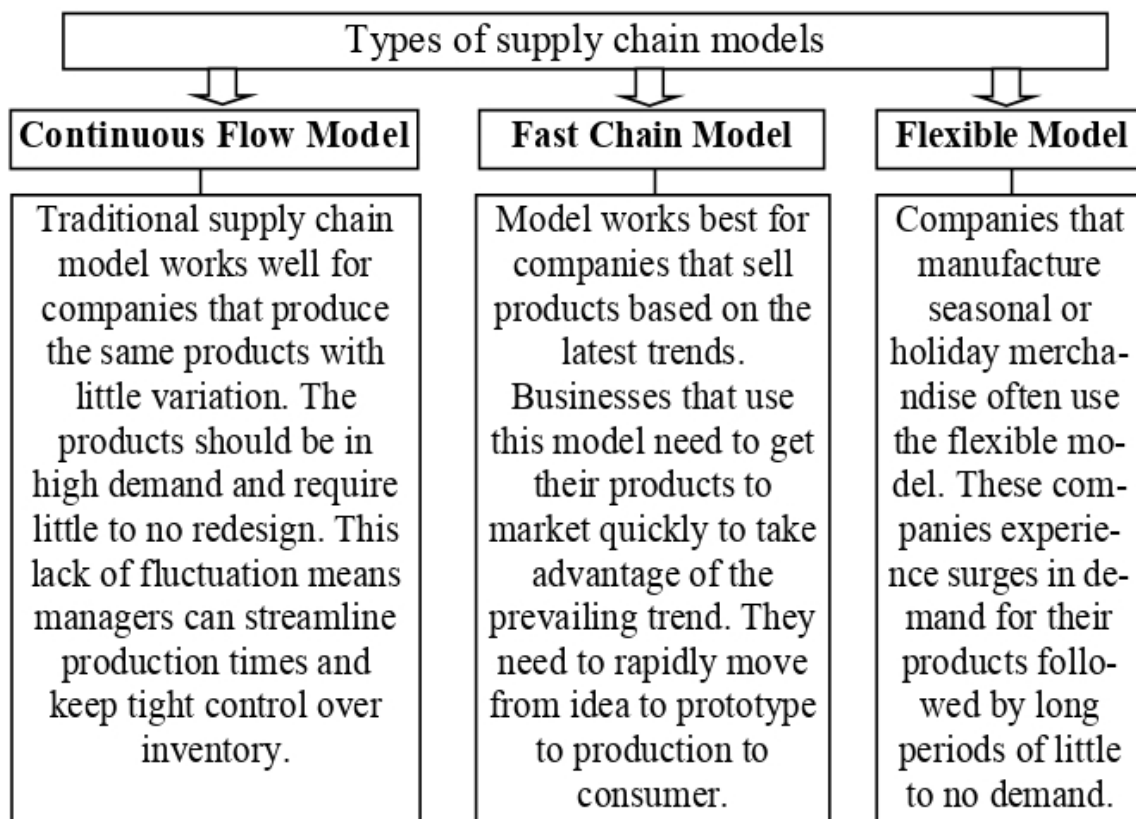 Types of supply chain models
Continuous Flow Model
Traditional supply chain
model works well for
companies that produce
the same products with
little variation. The
products should be in
high demand and require
little to no redesign. This
lack of fluctuation means
managers can streamline
production times and
keep tight control over
inventory.
Fast Chain Model
Model works best for
companies that sell
products based on the
latest trends.
Businesses that use
this model need to get
their products to
market quickly to take
advantage of the
prevailing trend. They
need to rapidly move
from idea to prototype
to production to
consumer.
Flexible Model
Companies that
manufacture
seasonal or
holiday mercha-
ndise often use
the flexible mo-
del. These com-
panies experie-
nce surges in de-
mand for their
products follo-
wed by long
periods of little
to no demand.